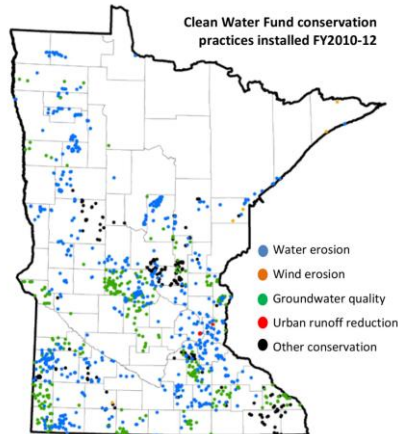 Clean Water Fund conservation
practices installed FY2010-12
Water erosion
Wind erosion
Groundwater quality
Urban runoff reduction
Other conservation